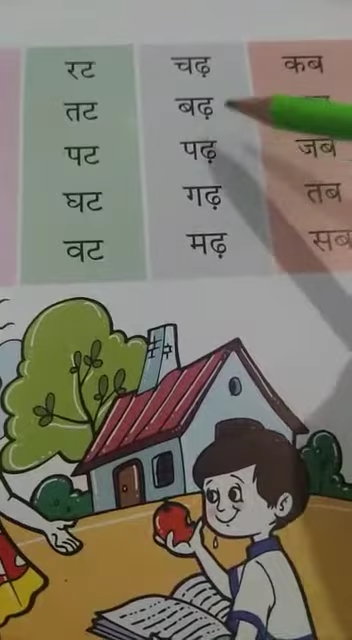 रट चढ़ कब
तट बढ़
पट पढ़ जब
घट गढ़ तब
वट मढ़ सब